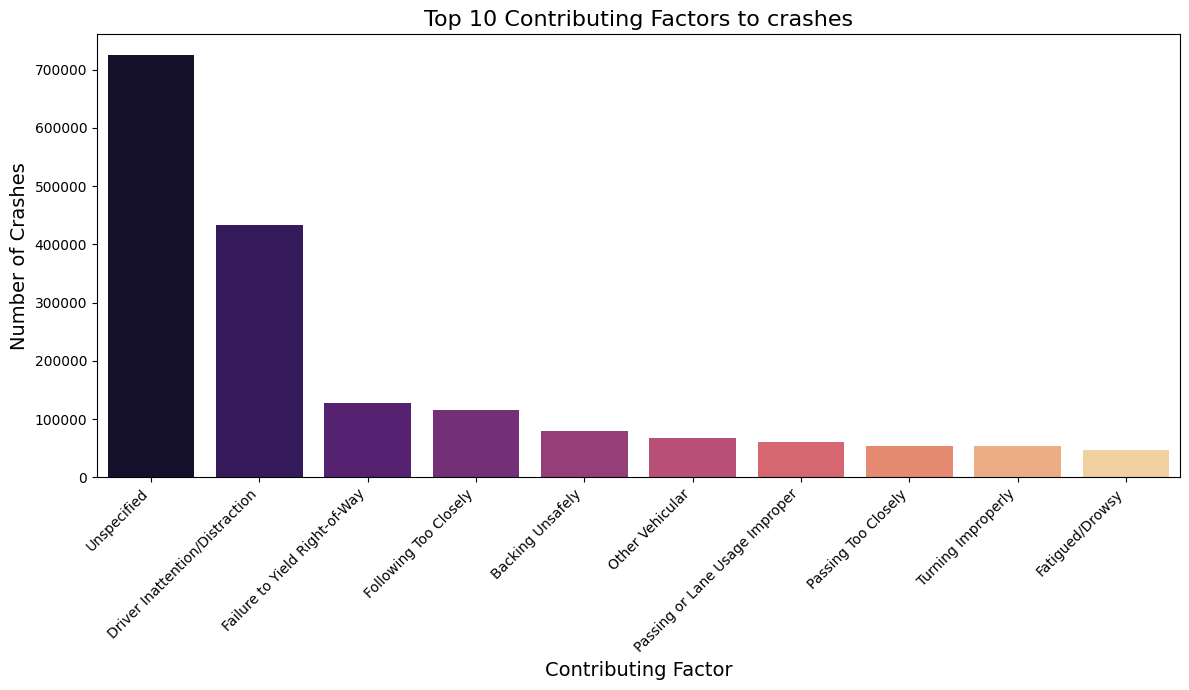 Top 10 Contributing Factors to crashes
Number of Crashes
700000
600000
500000
400000
300000
200000
100000
0
Unspecified
Driver Inattention/Distraction
Failure to Yield Right-of-Way
Following Too Closely
Backing Unsafely
Other Vehicular
Passing or Lane Usage Improper
Passing Too Closely
Turning Improperly
Fatigued/Drowsy
Contributing Factor